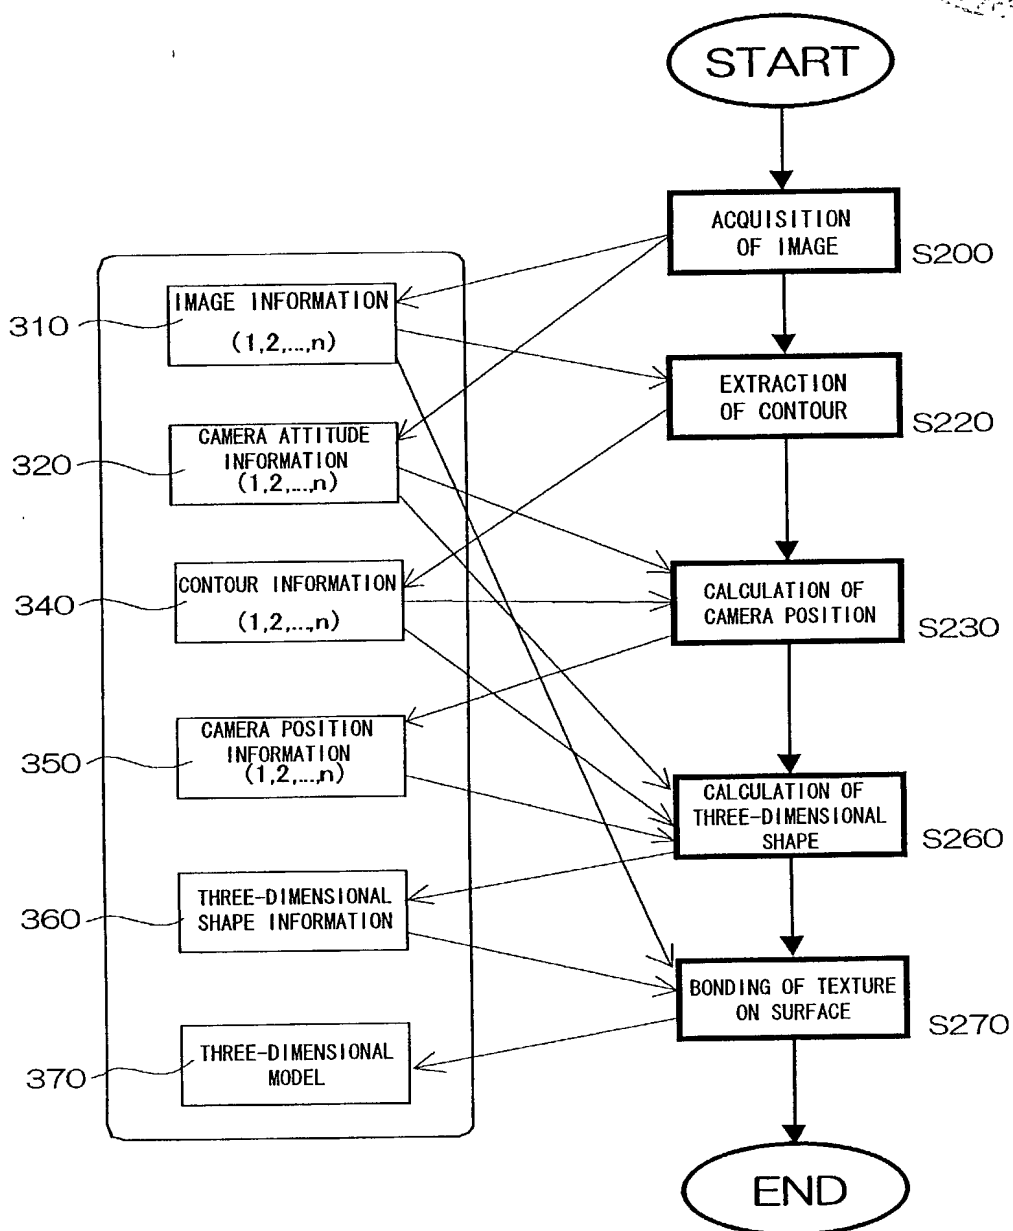 START
ACQUISITION
OF IMAGE
S200
IMAGE INFORMATION
(1,2,...,n)
310
EXTRACTION
OF CONTOUR
S220
CAMERA ATTITUDE
INFORMATION
(1,2,...,n)
320
CONTOUR INFORMATION
(1,2,...,n)
340
CALCULATION OF
CAMERA POSITION
S230
CAMERA POSITION
INFORMATION
(1,2,...,n)
350
CALCULATION OF
THREE-DIMENSIONAL
SHAPE
S260
THREE-DIMENSIONAL
SHAPE INFORMATION
360
BONDING OF TEXTURE
ON SURFACE
S270
THREE-DIMENSIONAL
MODEL
370
END